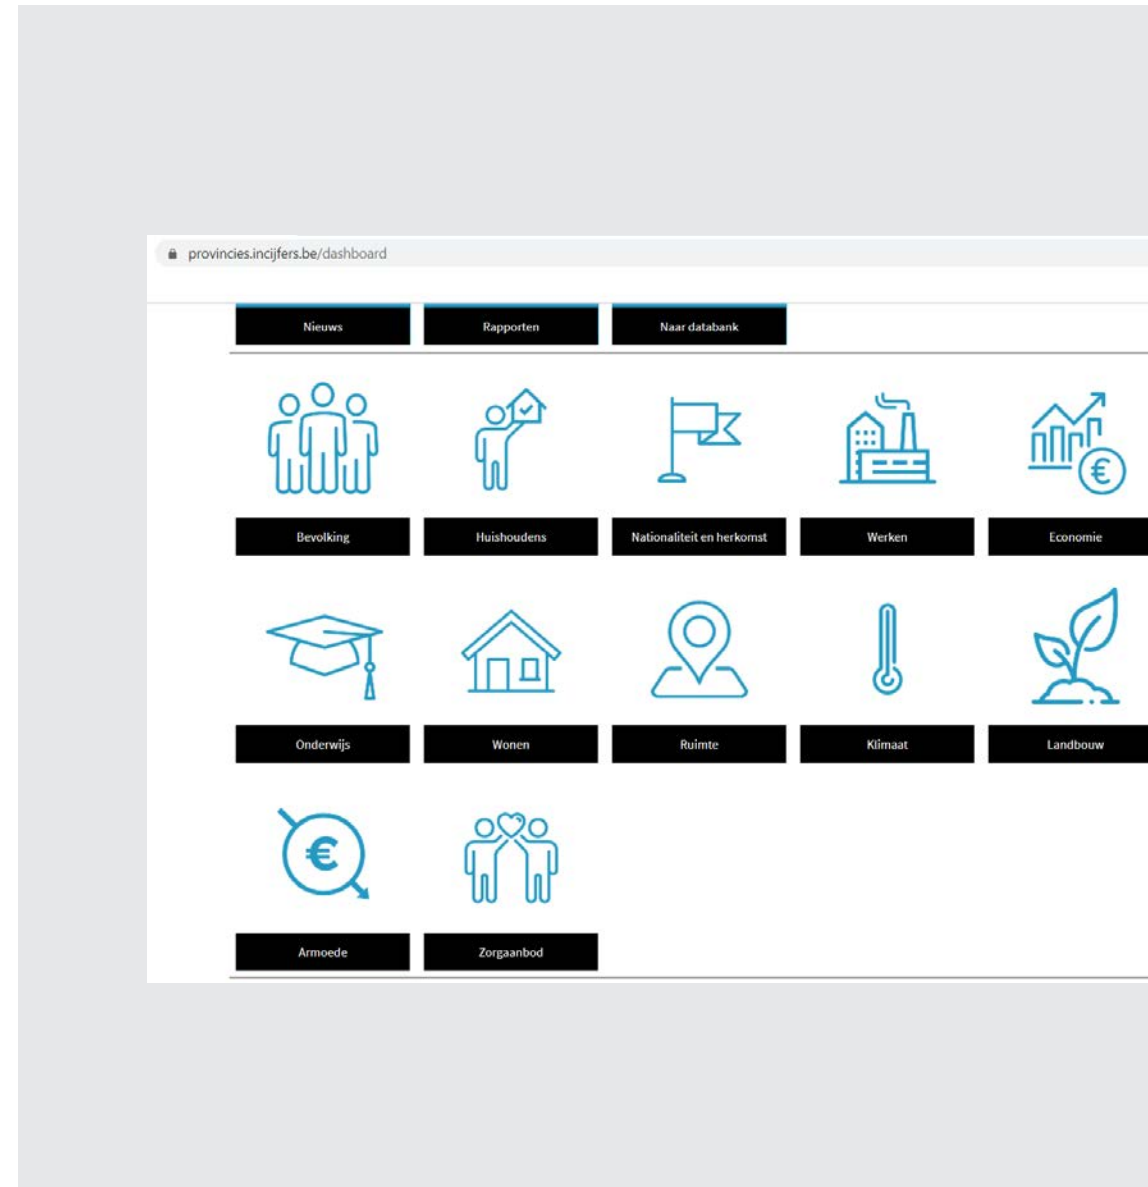 provincies.incijfers.be/dashboard
Nieuws Rapporten Naar databank
€
Bevolking Huishoudens Nationaliteit en herkomst Werken Economie
Onderwijs Wonen Ruimte Klimaat Landbouw
€
Armoede Zorgaanbod